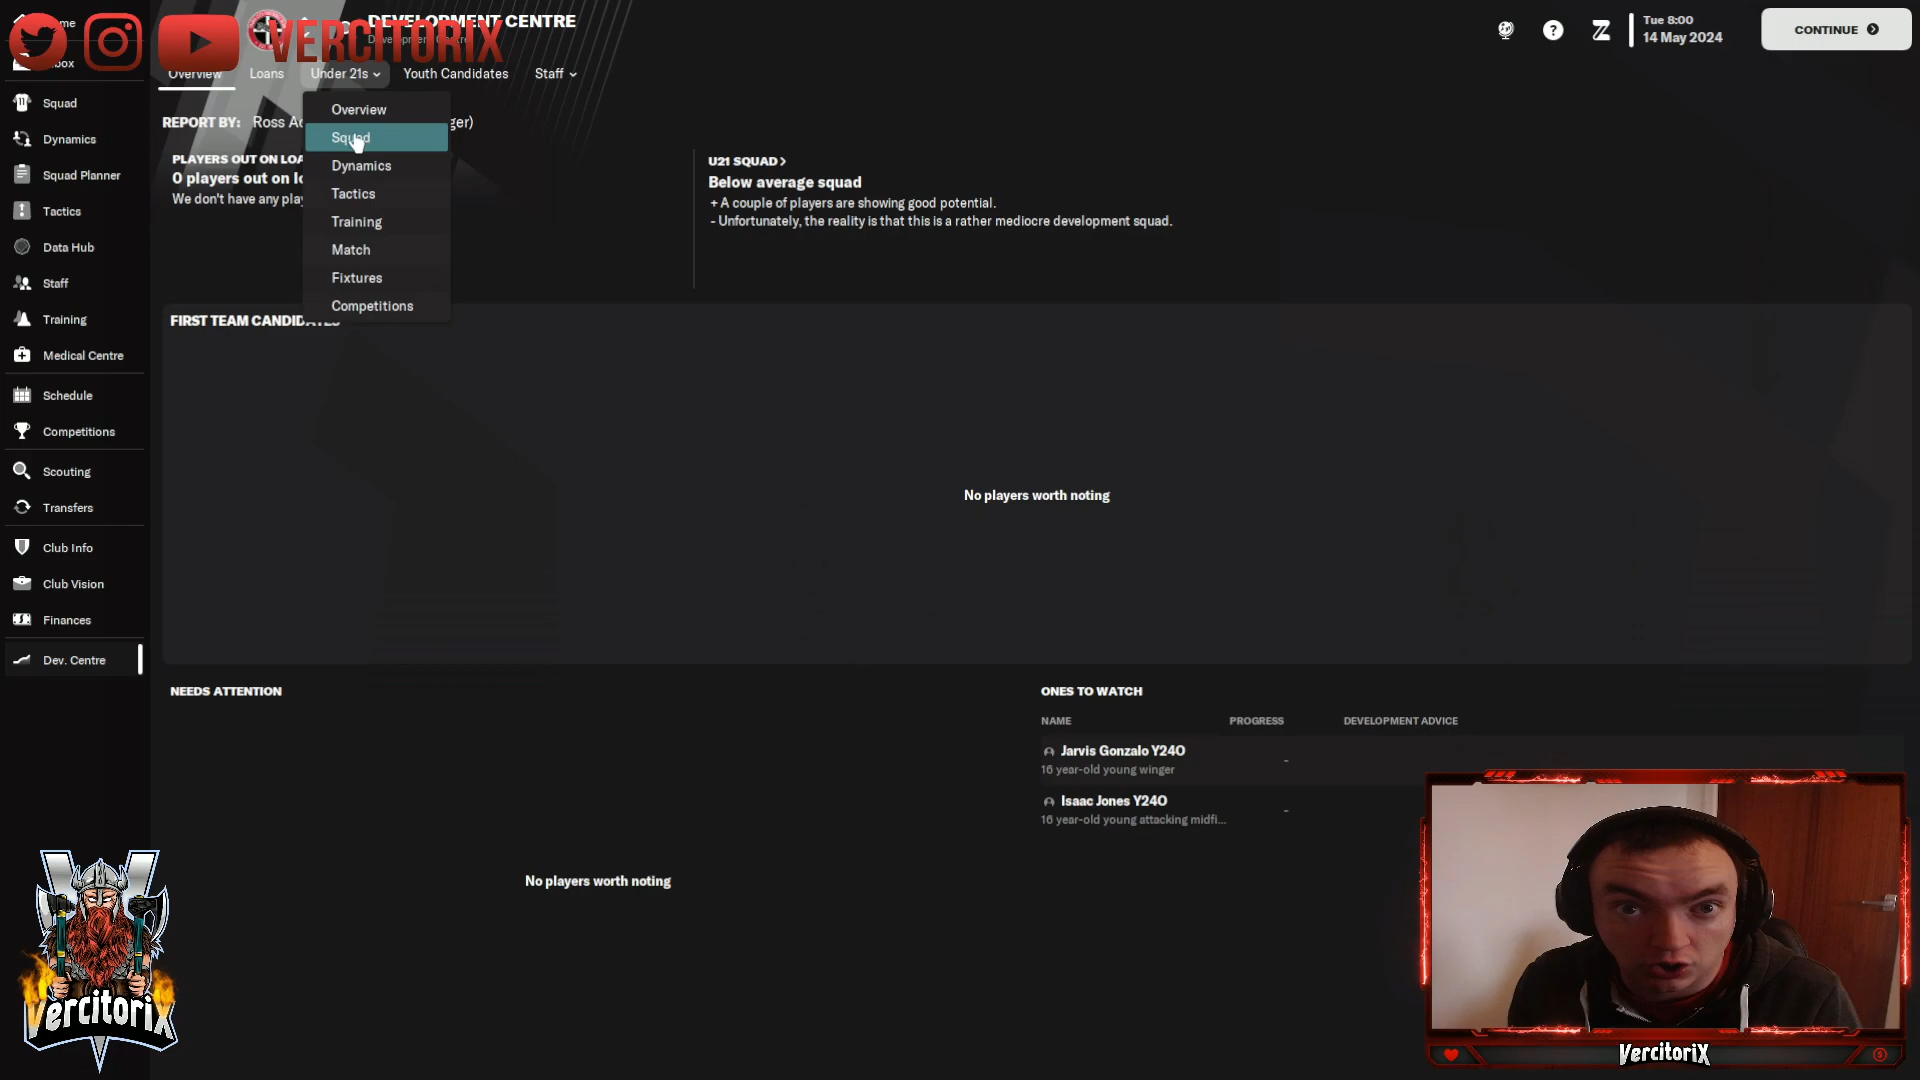 DEVELOPMENT CENTRE
VERCITORIX
Tue 8:00
14 May 2024
CONTINUE
Overview
Loans
Under 21s
Youth Candidates
Staff
Squad
Dynamics
Squad Planner
Tactics
Data Hub
Staff
Training
Medical Centre
Schedule
Competitions
Scouting
Transfers
Club Info
Club Vision
Finances
Dev. Centre
Overview
Squad
Dynamics
Tactics
Training
Match
Fixtures
Competitions
REPORT BY: Ross
PLAYERS OUT ON
0 players out on
We don't have any
U21 SQUAD >
Below average squad
+ A couple of players are showing good potential.
- Unfortunately, the reality is that this is a rather mediocre development squad.
FIRST TEAM CANDIDATES
No players worth noting
NEEDS ATTENTION
No players worth noting
ONES TO WATCH
NAME PROGRESS DEVELOPMENT ADVICE
Jarvis Gonzalo Y24O -
16 year-old young winger
Isaac Jones Y24O -
16 year-old young attacking midfi...
VercitoriX
VercitoriX